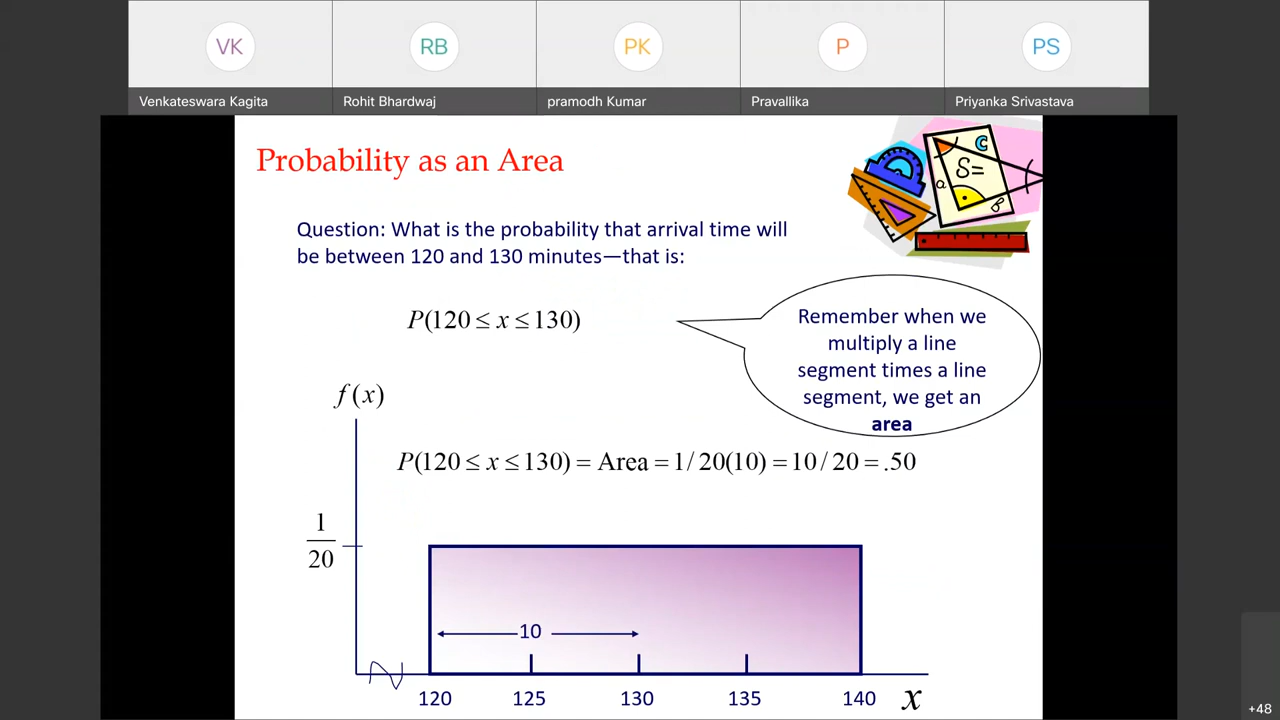 VK
RB
PK
P
PS
Venkateswara Kagita
Rohit Bhardwaj
pramodh Kumar
Pravallika
Priyanka Srivastava
Probability as an Area
C
S=
a
B
Question: What is the probability that arrival time will
be between 120 and 130 minutes—that is:
P(120 ≤ x ≤ 130)
Remember when we
multiply a line
segment times a line
segment, we get an
area
f(x)
P(120 ≤ x ≤ 130) = Area = 1/20(10) = 10/20 = .50
1
20
10
120 125 130 135 140 x
+48